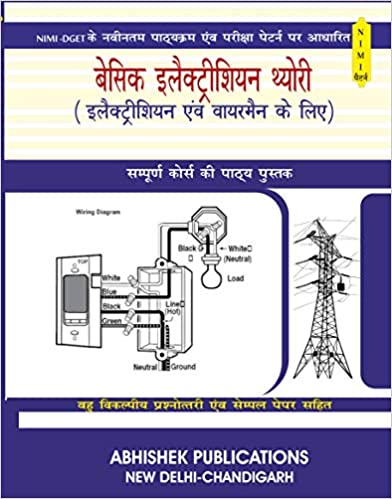 NIMI-DGET के नवीनतम पाठ्यक्रम एंव परीक्षा पेटर्न पर आधारित
NIMI
पैटर्न
बेसिक इलैक्ट्रीशियन थ्योरी
( इलैक्ट्रीशियन एवं वायरमैन के लिए)
सम्पूर्ण कोर्स की पाठ्य पुस्तक
Wiring Diagram
TOP
Black G
White
(Neutral)
Load
White
Blue
Black
Green
Line
(Hot)
Neutral
Ground
बहु विकल्पीय प्रश्नोत्तरी एंव सेम्पल पेपर सहित
ABHISHEK PUBLICATIONS
NEW DELHI-CHANDIGARH